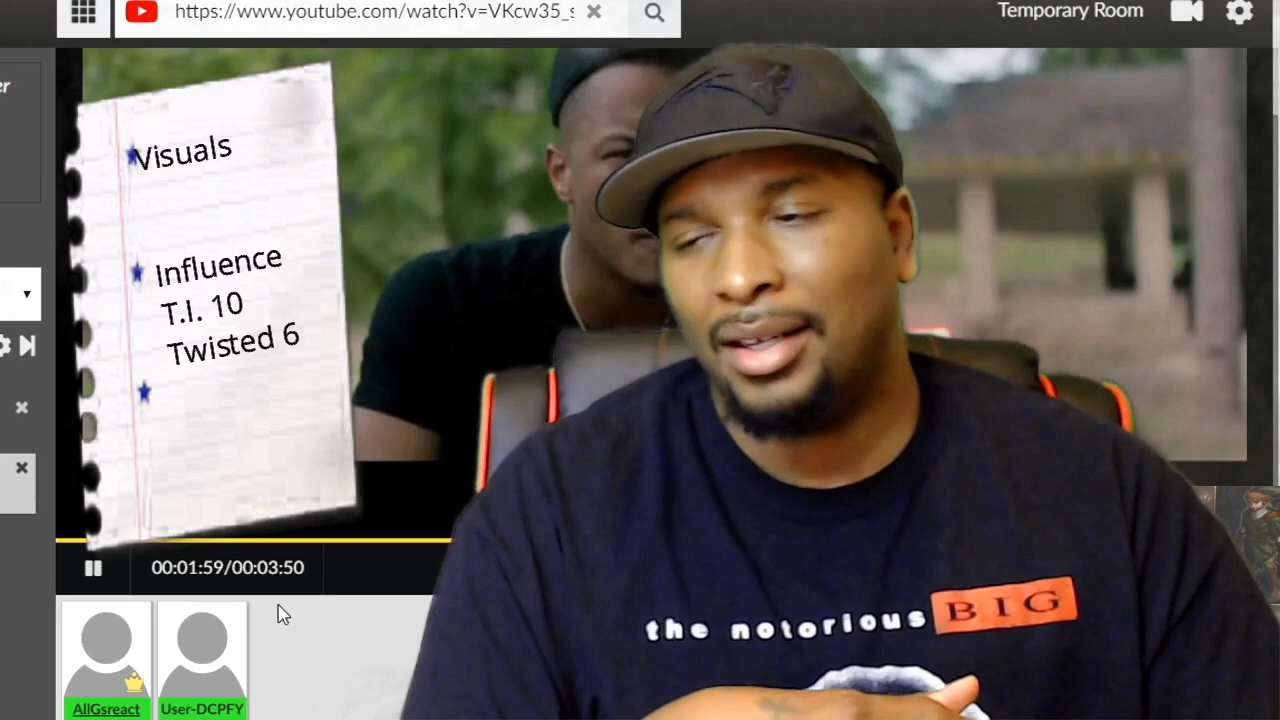 https://www.youtube.com/watch?v=VKcw35_s
Temporary Room
er
Visuals
Influence
T.I. 10
Twisted 6
00:01:59/00:03:50
the notorious BIG
AllGsreact
User-DCPFY